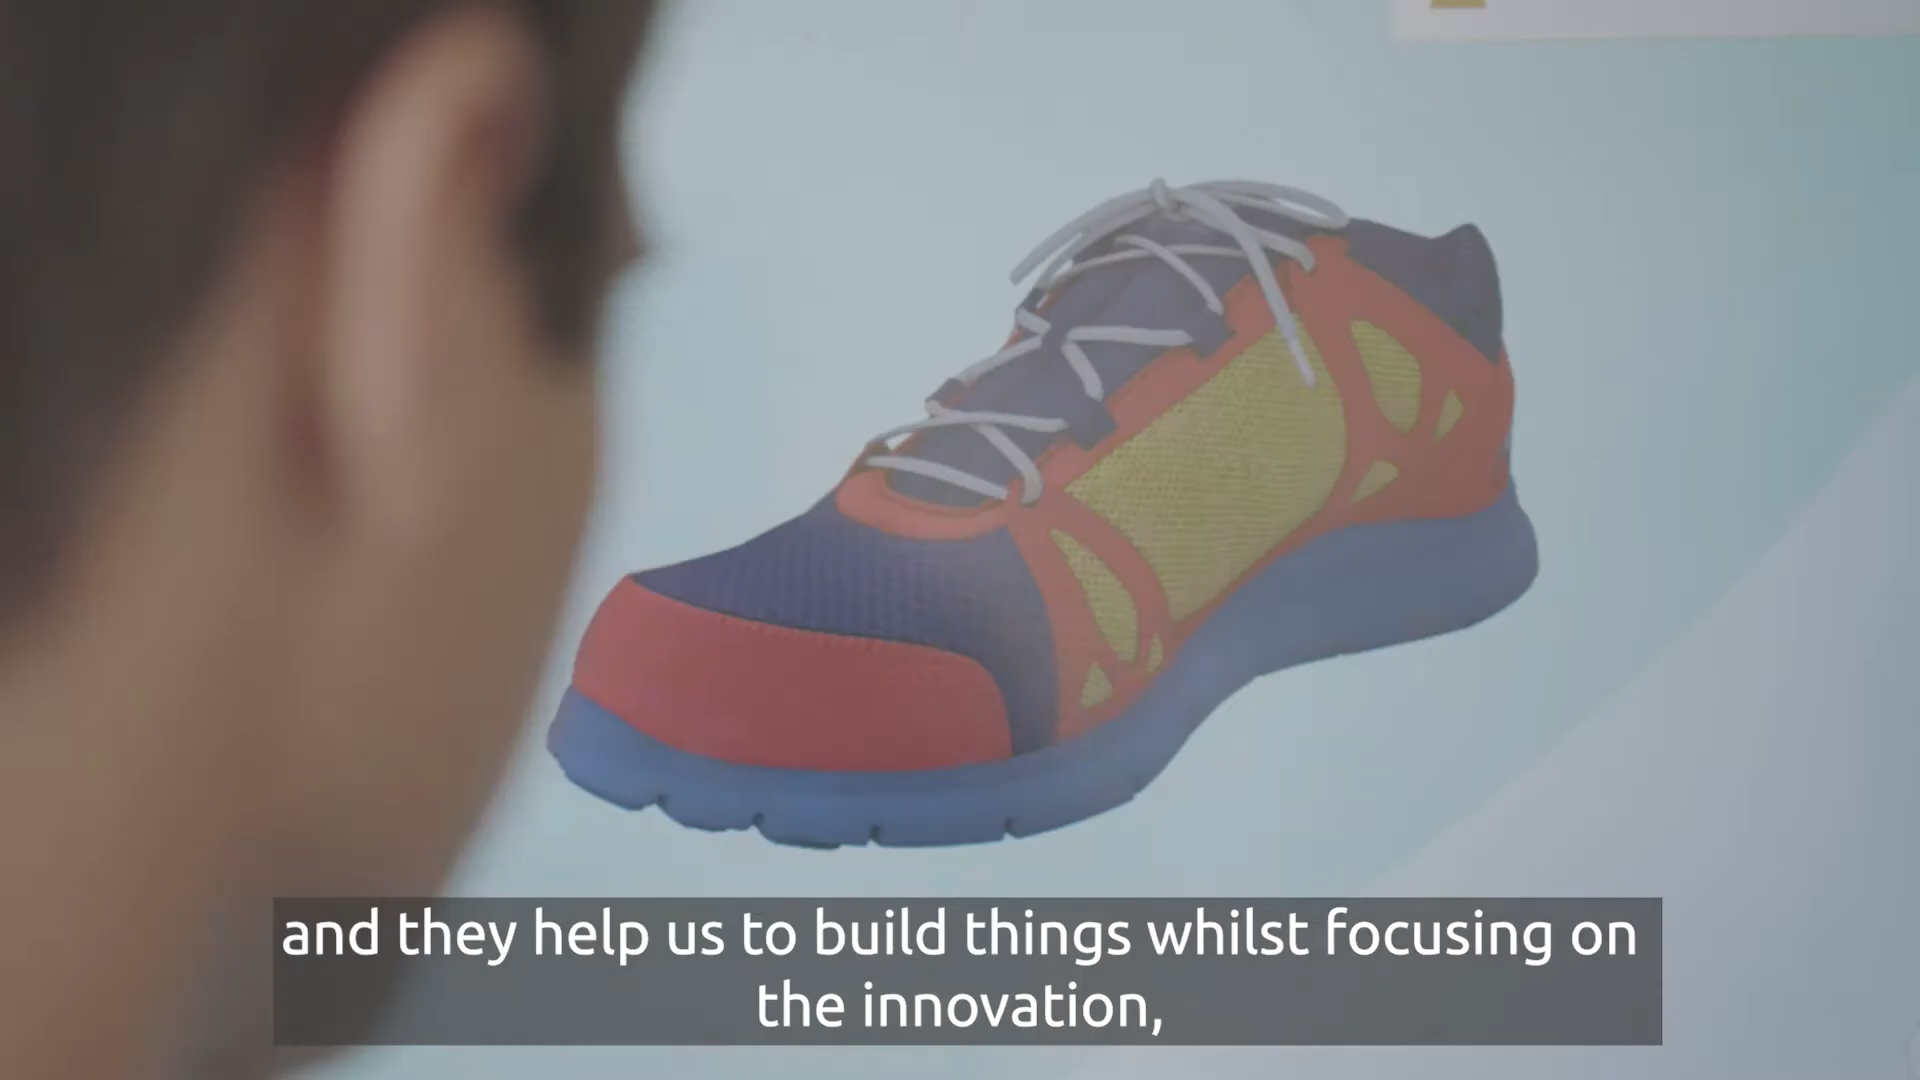 and they help us to build things whilst focusing on
the innovation,